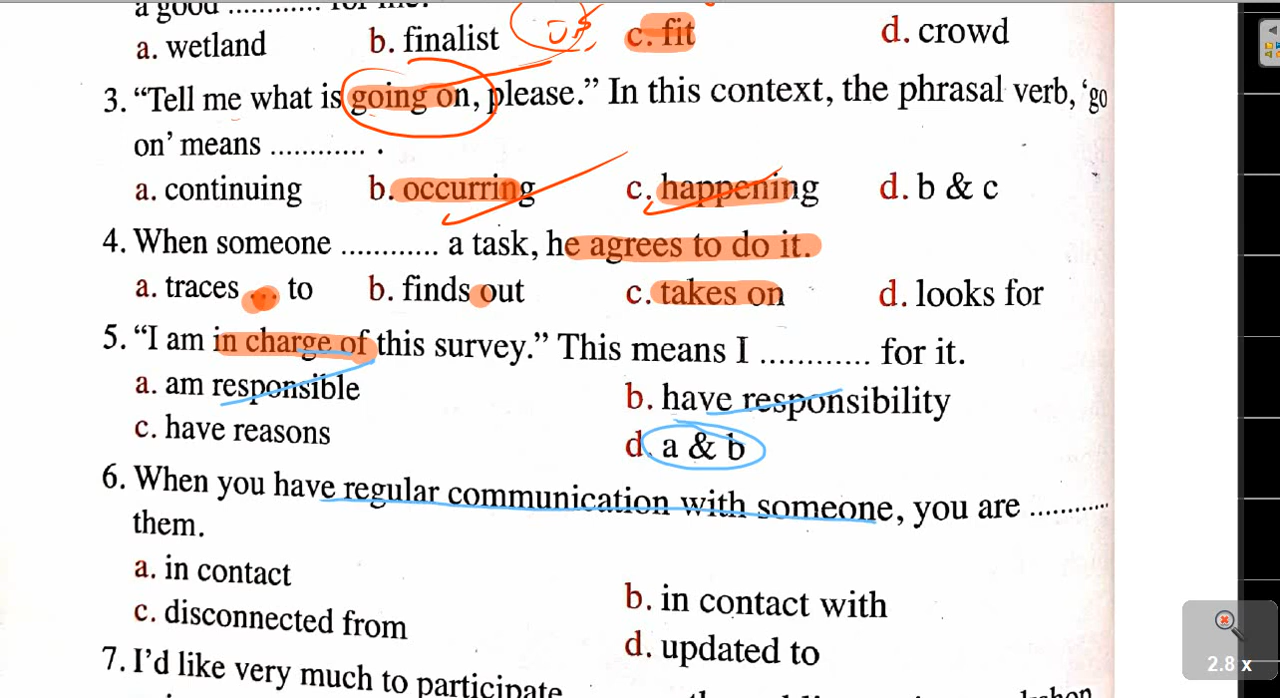 a good ............ for me.
a. wetland b. finalist c. fit d. crowd
3. “Tell me what is going on, please.” In this context, the phrasal verb, ‘go
on’ means ............ .
a. continuing b. occurring c. happening d. b & c
4. When someone ............ a task, he agrees to do it.
a. traces ... to b. finds out c. takes on d. looks for
5. “I am in charge of this survey.” This means I ............ for it.
a. am responsible b. have responsibility
c. have reasons d. a & b
6. When you have regular communication with someone, you are ............
them.
a. in contact b. in contact with
c. disconnected from d. updated to
7. I’d like very much to participate
2.8 x